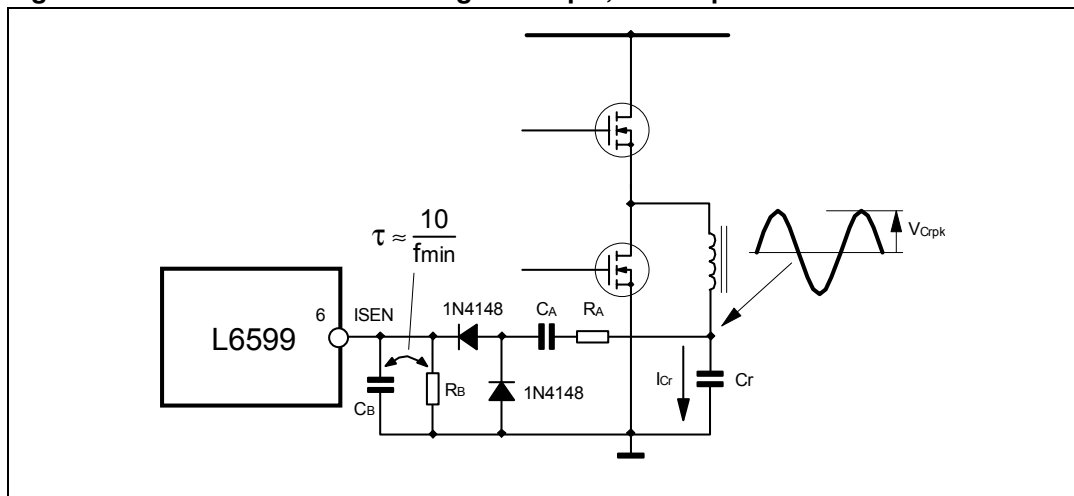 10
τ ≈
fmin
VCrpk
1N4148
CA
RA
6
ISEN
L6599
CB
RB
1N4148
ICr
Cr